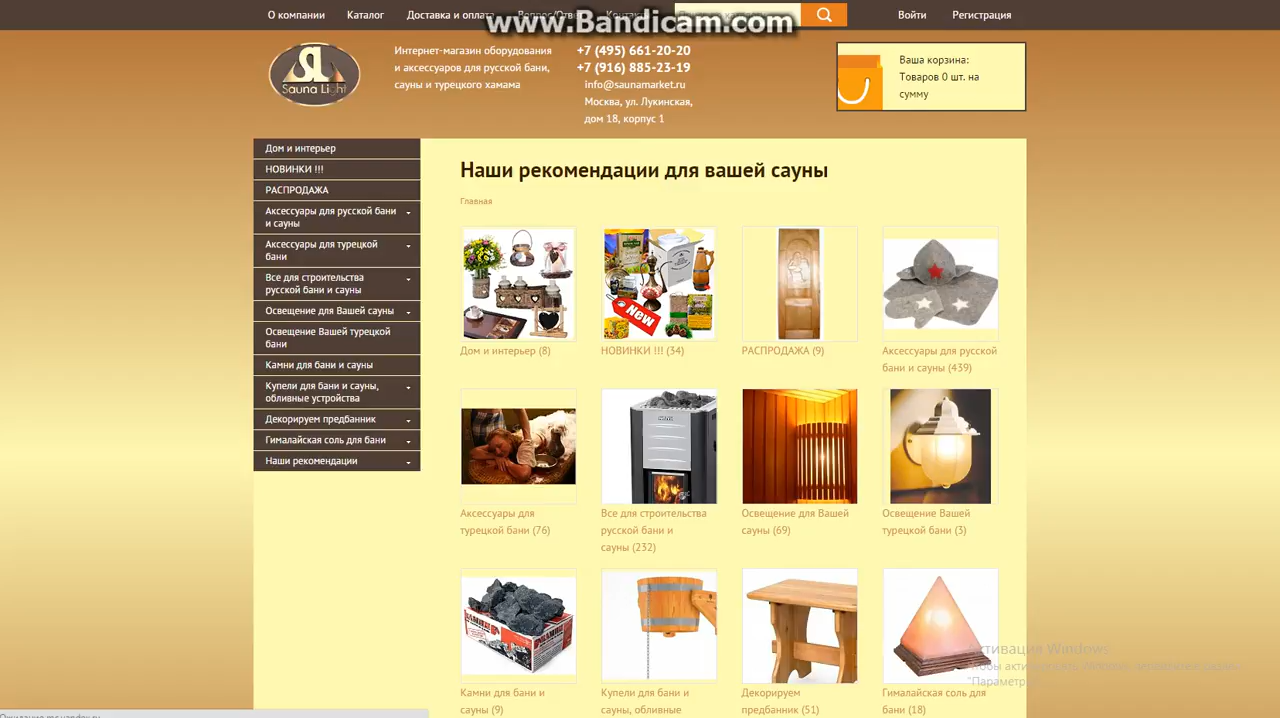 О компании
Каталог
Доставка и оплата
www.Bandicam.com
Войти
Регистрация
SL
Sauna Light
Интернет-магазин оборудования
и аксессуаров для русской бани,
сауны и турецкого хамама
+7 (495) 661-20-20
+7 (916) 885-23-19
info@saunamarket.ru
Москва, ул. Лукинская,
дом 18, корпус 1
Ваша корзина:
Товаров 0 шт. на
сумму
Дом и интерьер
НОВИНКИ !!!
РАСПРОДАЖА
Аксессуары для русской бани
и сауны
Аксессуары для турецкой
бани
Все для строительства
русской бани и сауны
Освещение для Вашей сауны
Освещение Вашей турецкой
бани
Камни для бани и сауны
Купели для бани и сауны,
обливные устройства
Декорируем предбанник
Гималайская соль для бани
Наши рекомендации
Наши рекомендации для вашей сауны
Главная
New
Дом и интерьер (8)
НОВИНКИ !!! (34)
РАСПРОДАЖА (9)
Аксессуары для русской
бани и сауны (439)
Аксессуары для
турецкой бани (76)
Все для строительства
русской бани и
сауны (232)
Освещение для Вашей
сауны (69)
Освещение Вашей
турецкой бани (3)
Камни для бани и
сауны (9)
Купели для бани и
сауны, обливные
Декорируем
предбанник (51)
Гималайская соль для
бани (18)
Активация Windows
"Параметры